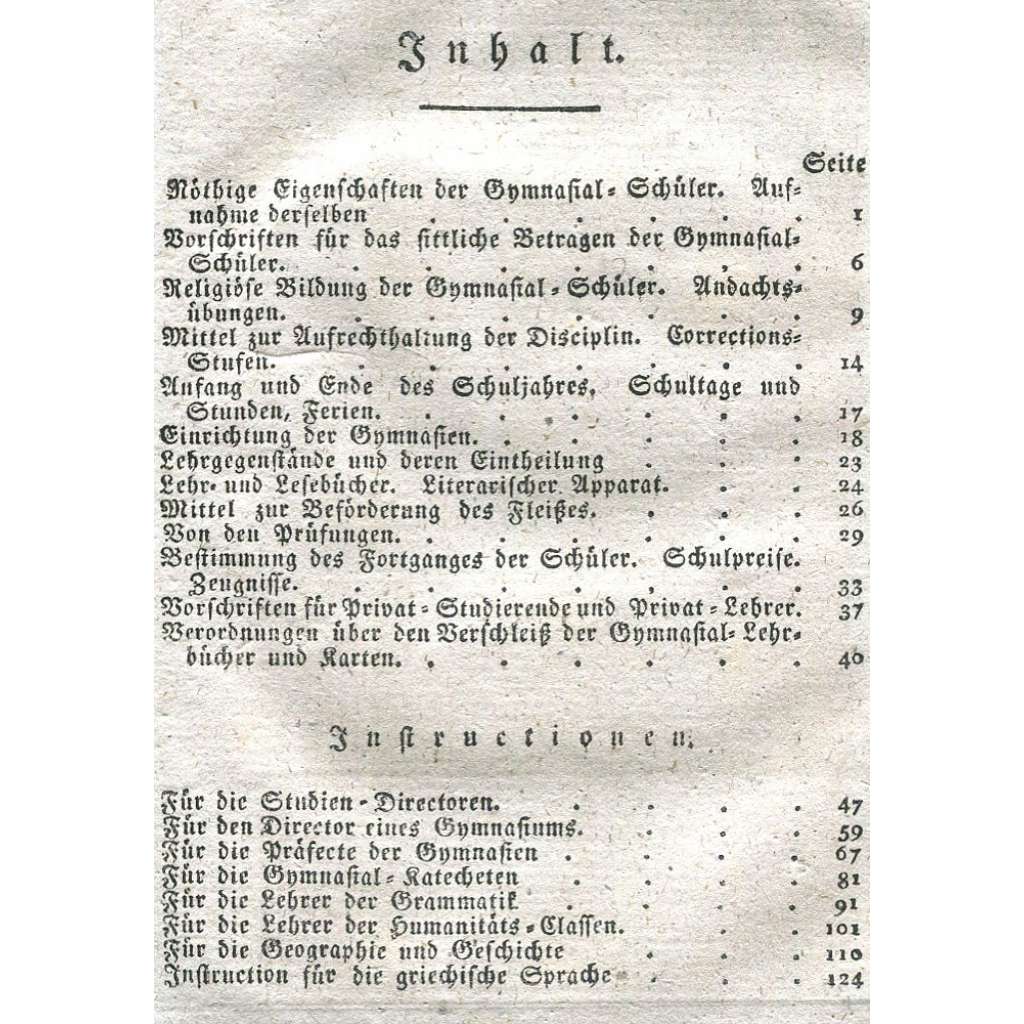 Inhalt.
Seite
Nöthige Eigenschaften der Gymnasial-Schüler. Auf-
nahme derselben . . . . . . 1
Vorschriften für das sittliche Betragen der Gymnasial-
Schüler. . . . . . . . 6
Religiöse Bildung der Gymnasial-Schüler. Andachts-
übungen. . . . . . . . 9
Mittel zur Aufrechthaltung der Disciplin. Corrections-
Stufen. . . . . . . . 14
Anfang und Ende des Schuljahres. Schultage und
Stunden, Ferien. . . . . . . 17
Einrichtung der Gymnasien. . . . . . 18
Lehrgegenstände und deren Eintheilung . . . 23
Lehr- und Lesebücher. Literarischer Apparat. . . 24
Mittel zur Beförderung des Fleißes. . . . 26
Von den Prüfungen. . . . . . . 29
Bestimmung des Fortganges der Schüler. Schulpreise.
Zeugnisse. . . . . . . . 33
Vorschriften für Privat-Studierende und Privat-Lehrer. 37
Verordnungen über den Verschleiß der Gymnasial-Lehr-
bücher und Karten. . . . . . . 40
Instructionen.
Für die Studien-Directoren. . . . . 47
Für den Director eines Gymnasiums. . . . 59
Für die Präfecte der Gymnasien . . . . 67
Für die Gymnasial-Katecheten . . . . 81
Für die Lehrer der Grammatik . . . . 91
Für die Lehrer der Humanitäts-Classen. . . . 101
Für die Geographie und Geschichte . . . 110
Instruction für die griechische Sprache . . . 124